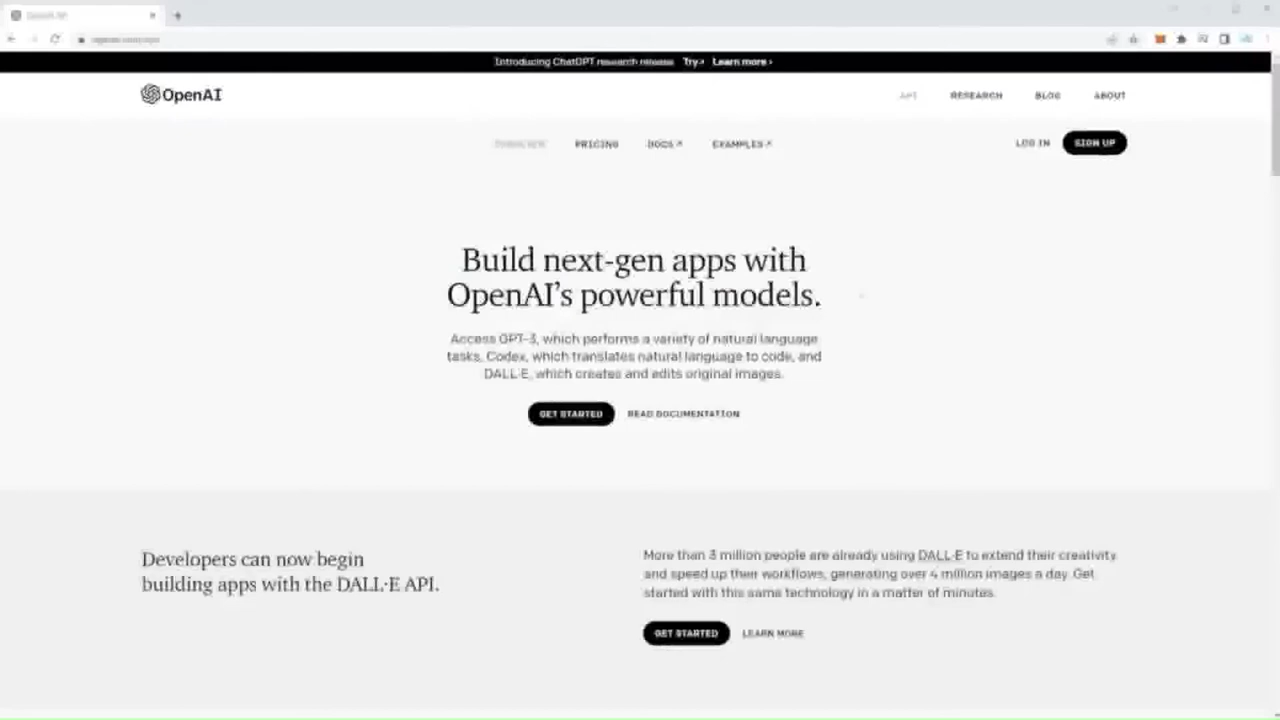 OpenAI API
Introducing ChatGPT research release Try↗ Learn more ›
OpenAI
API RESEARCH BLOG ABOUT
OVERVIEW PRICING DOCS ↗ EXAMPLES ↗
LOG IN SIGN UP
Build next-gen apps with
OpenAI’s powerful models.
Access GPT-3, which performs a variety of natural language
tasks, Codex, which translates natural language to code, and
DALL·E, which creates and edits original images.
GET STARTED READ DOCUMENTATION
Developers can now begin
building apps with the DALL·E API.
More than 3 million people are already using DALL·E to extend their creativity
and speed up their workflows, generating over 4 million images a day. Get
started with this same technology in a matter of minutes.
GET STARTED LEARN MORE